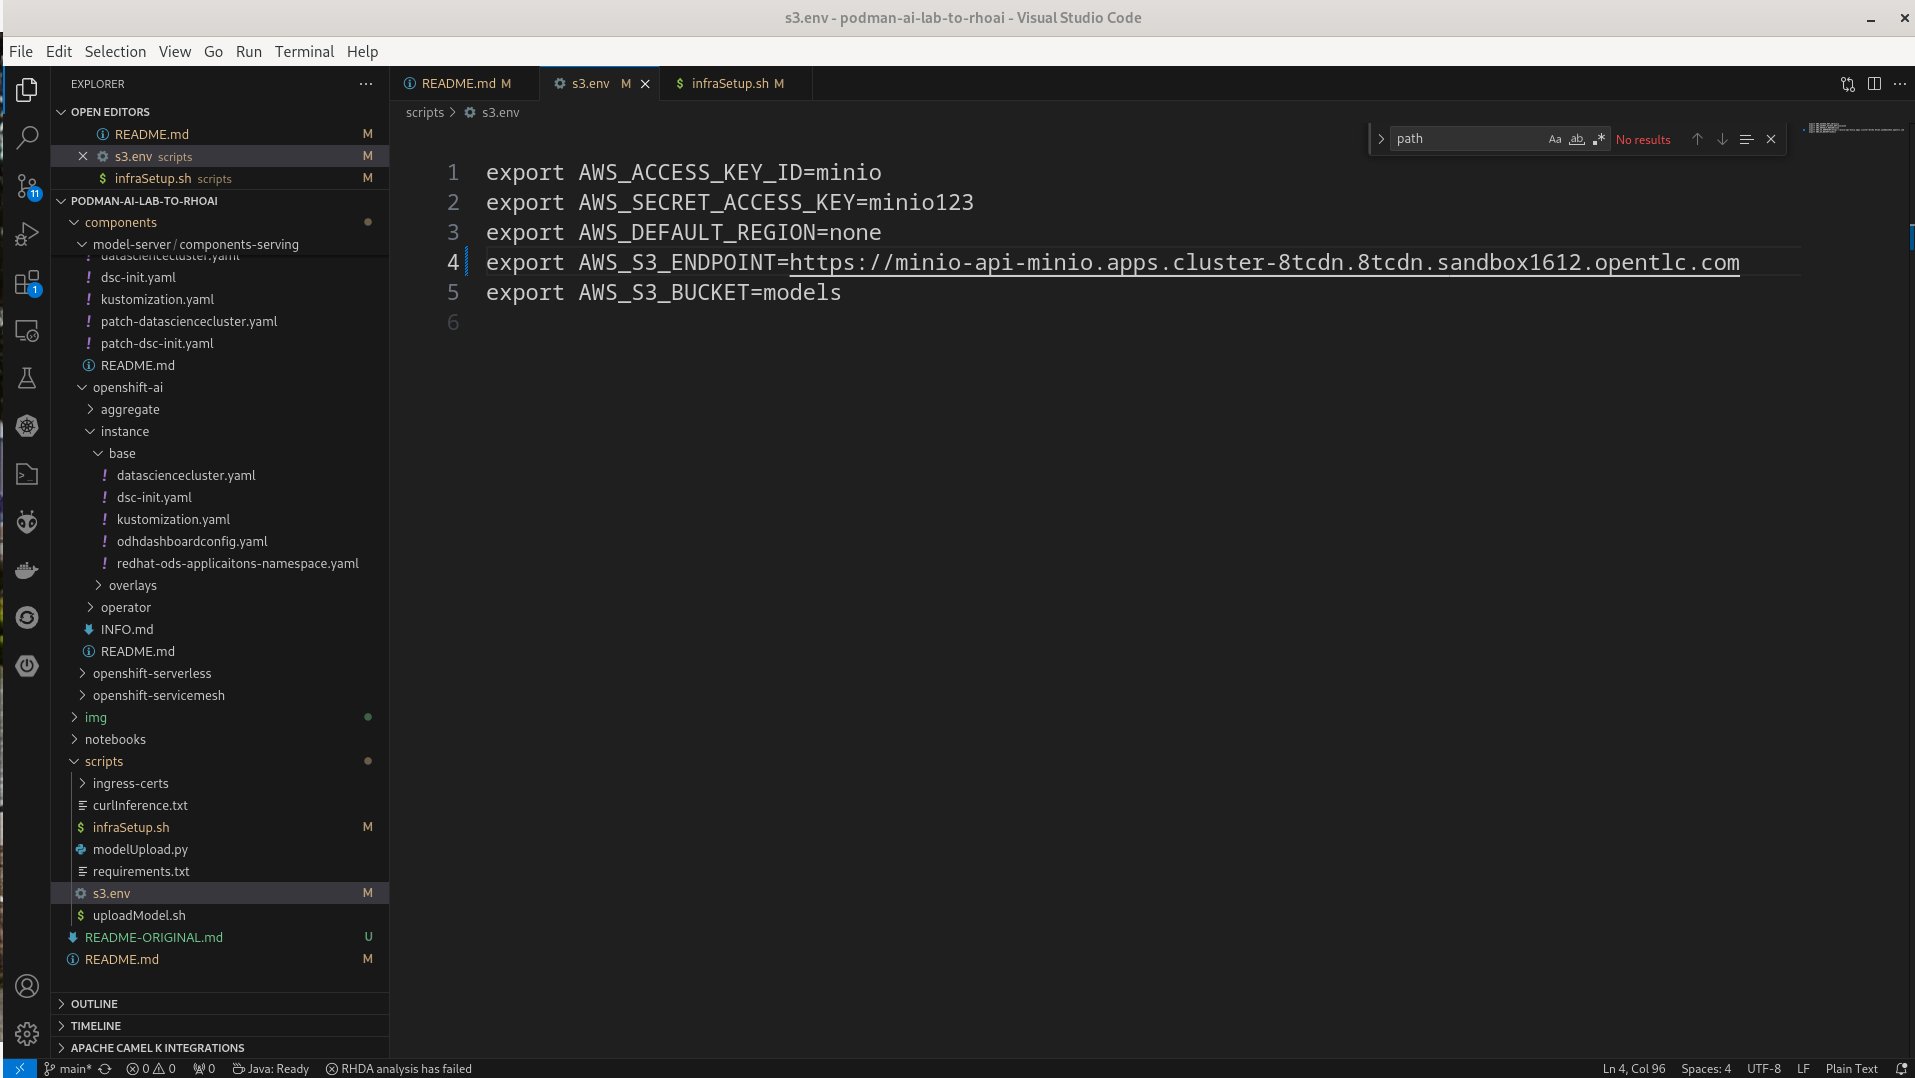 s3.env - podman-ai-lab-to-rhoai - Visual Studio Code
File Edit Selection View Go Run Terminal Help
EXPLORER
OPEN EDITORS
README.md M
s3.env scripts M
infraSetup.sh scripts M
PODMAN-AI-LAB-TO-RHOAI
components
model-server / components-serving
datasciencecluster.yaml
dsc-init.yaml
kustomization.yaml
patch-datasciencecluster.yaml
patch-dsc-init.yaml
README.md
openshift-ai
aggregate
instance
base
datasciencecluster.yaml
dsc-init.yaml
kustomization.yaml
odhdashboardconfig.yaml
redhat-ods-applicaitons-namespace.yaml
overlays
operator
INFO.md
README.md
openshift-serverless
openshift-servicemesh
img
notebooks
scripts
ingress-certs
curlInference.txt
infraSetup.sh M
modelUpload.py
requirements.txt
s3.env M
uploadModel.sh
README-ORIGINAL.md U
README.md M
OUTLINE
TIMELINE
APACHE CAMEL K INTEGRATIONS
11
1
README.md M s3.env M infraSetup.sh M
scripts > s3.env
path Aa ab .* No results
1 export AWS_ACCESS_KEY_ID=minio
2 export AWS_SECRET_ACCESS_KEY=minio123
3 export AWS_DEFAULT_REGION=none
4 export AWS_S3_ENDPOINT=https://minio-api-minio.apps.cluster-8tcdn.8tcdn.sandbox1612.opentlc.com
5 export AWS_S3_BUCKET=models
6
main* 0 0 0 Java: Ready RHDA analysis has failed Ln 4, Col 96 Spaces: 4 UTF-8 LF Plain Text